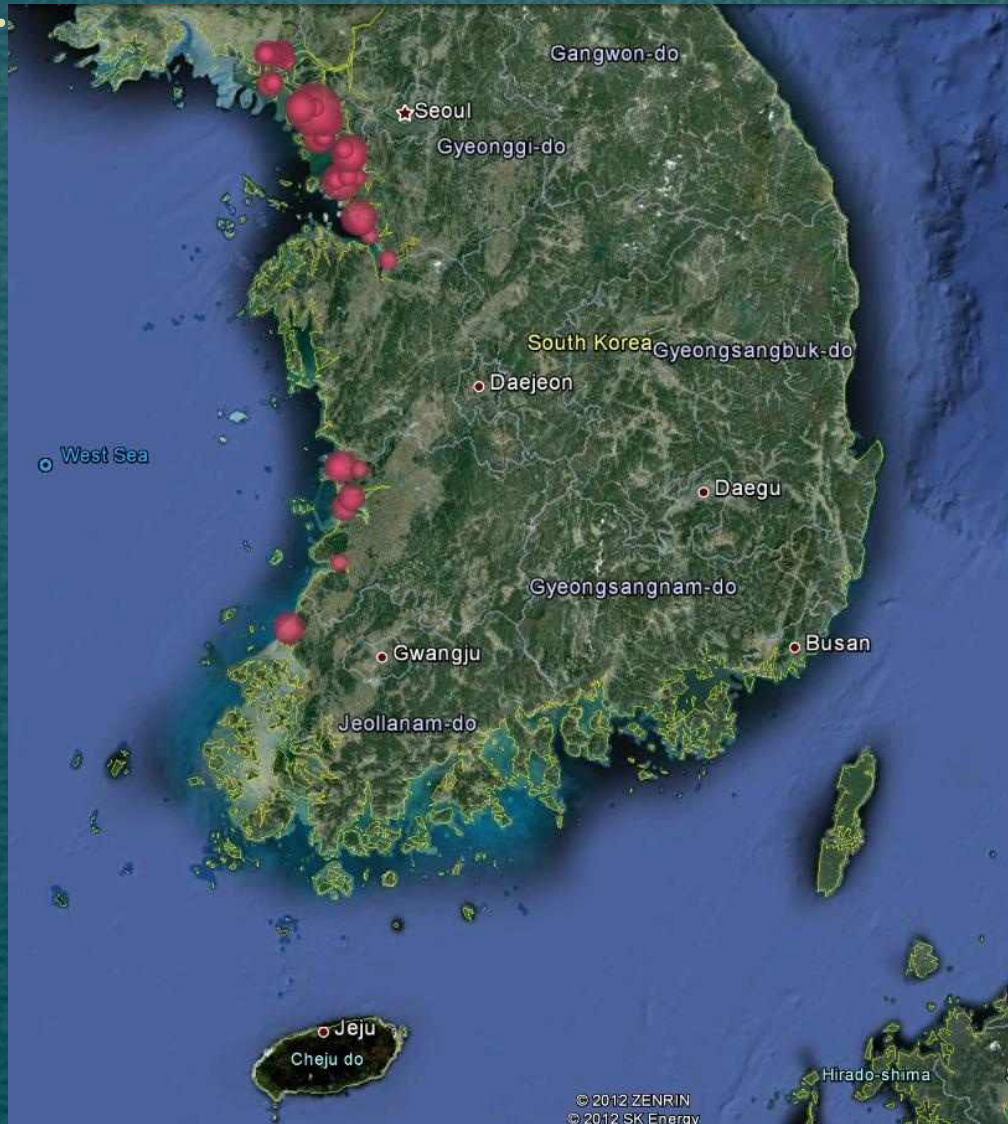 Gangwon-do
Seoul
Gyeonggi-do
South Korea
Gyeongsangbuk-do
Daejeon
West Sea
Daegu
Gyeongsangnam-do
Busan
Gwangju
Jeollanam-do
Jeju
Cheju do
Hirado-shima
© 2012 ZENRIN
© 2012 SK Energy